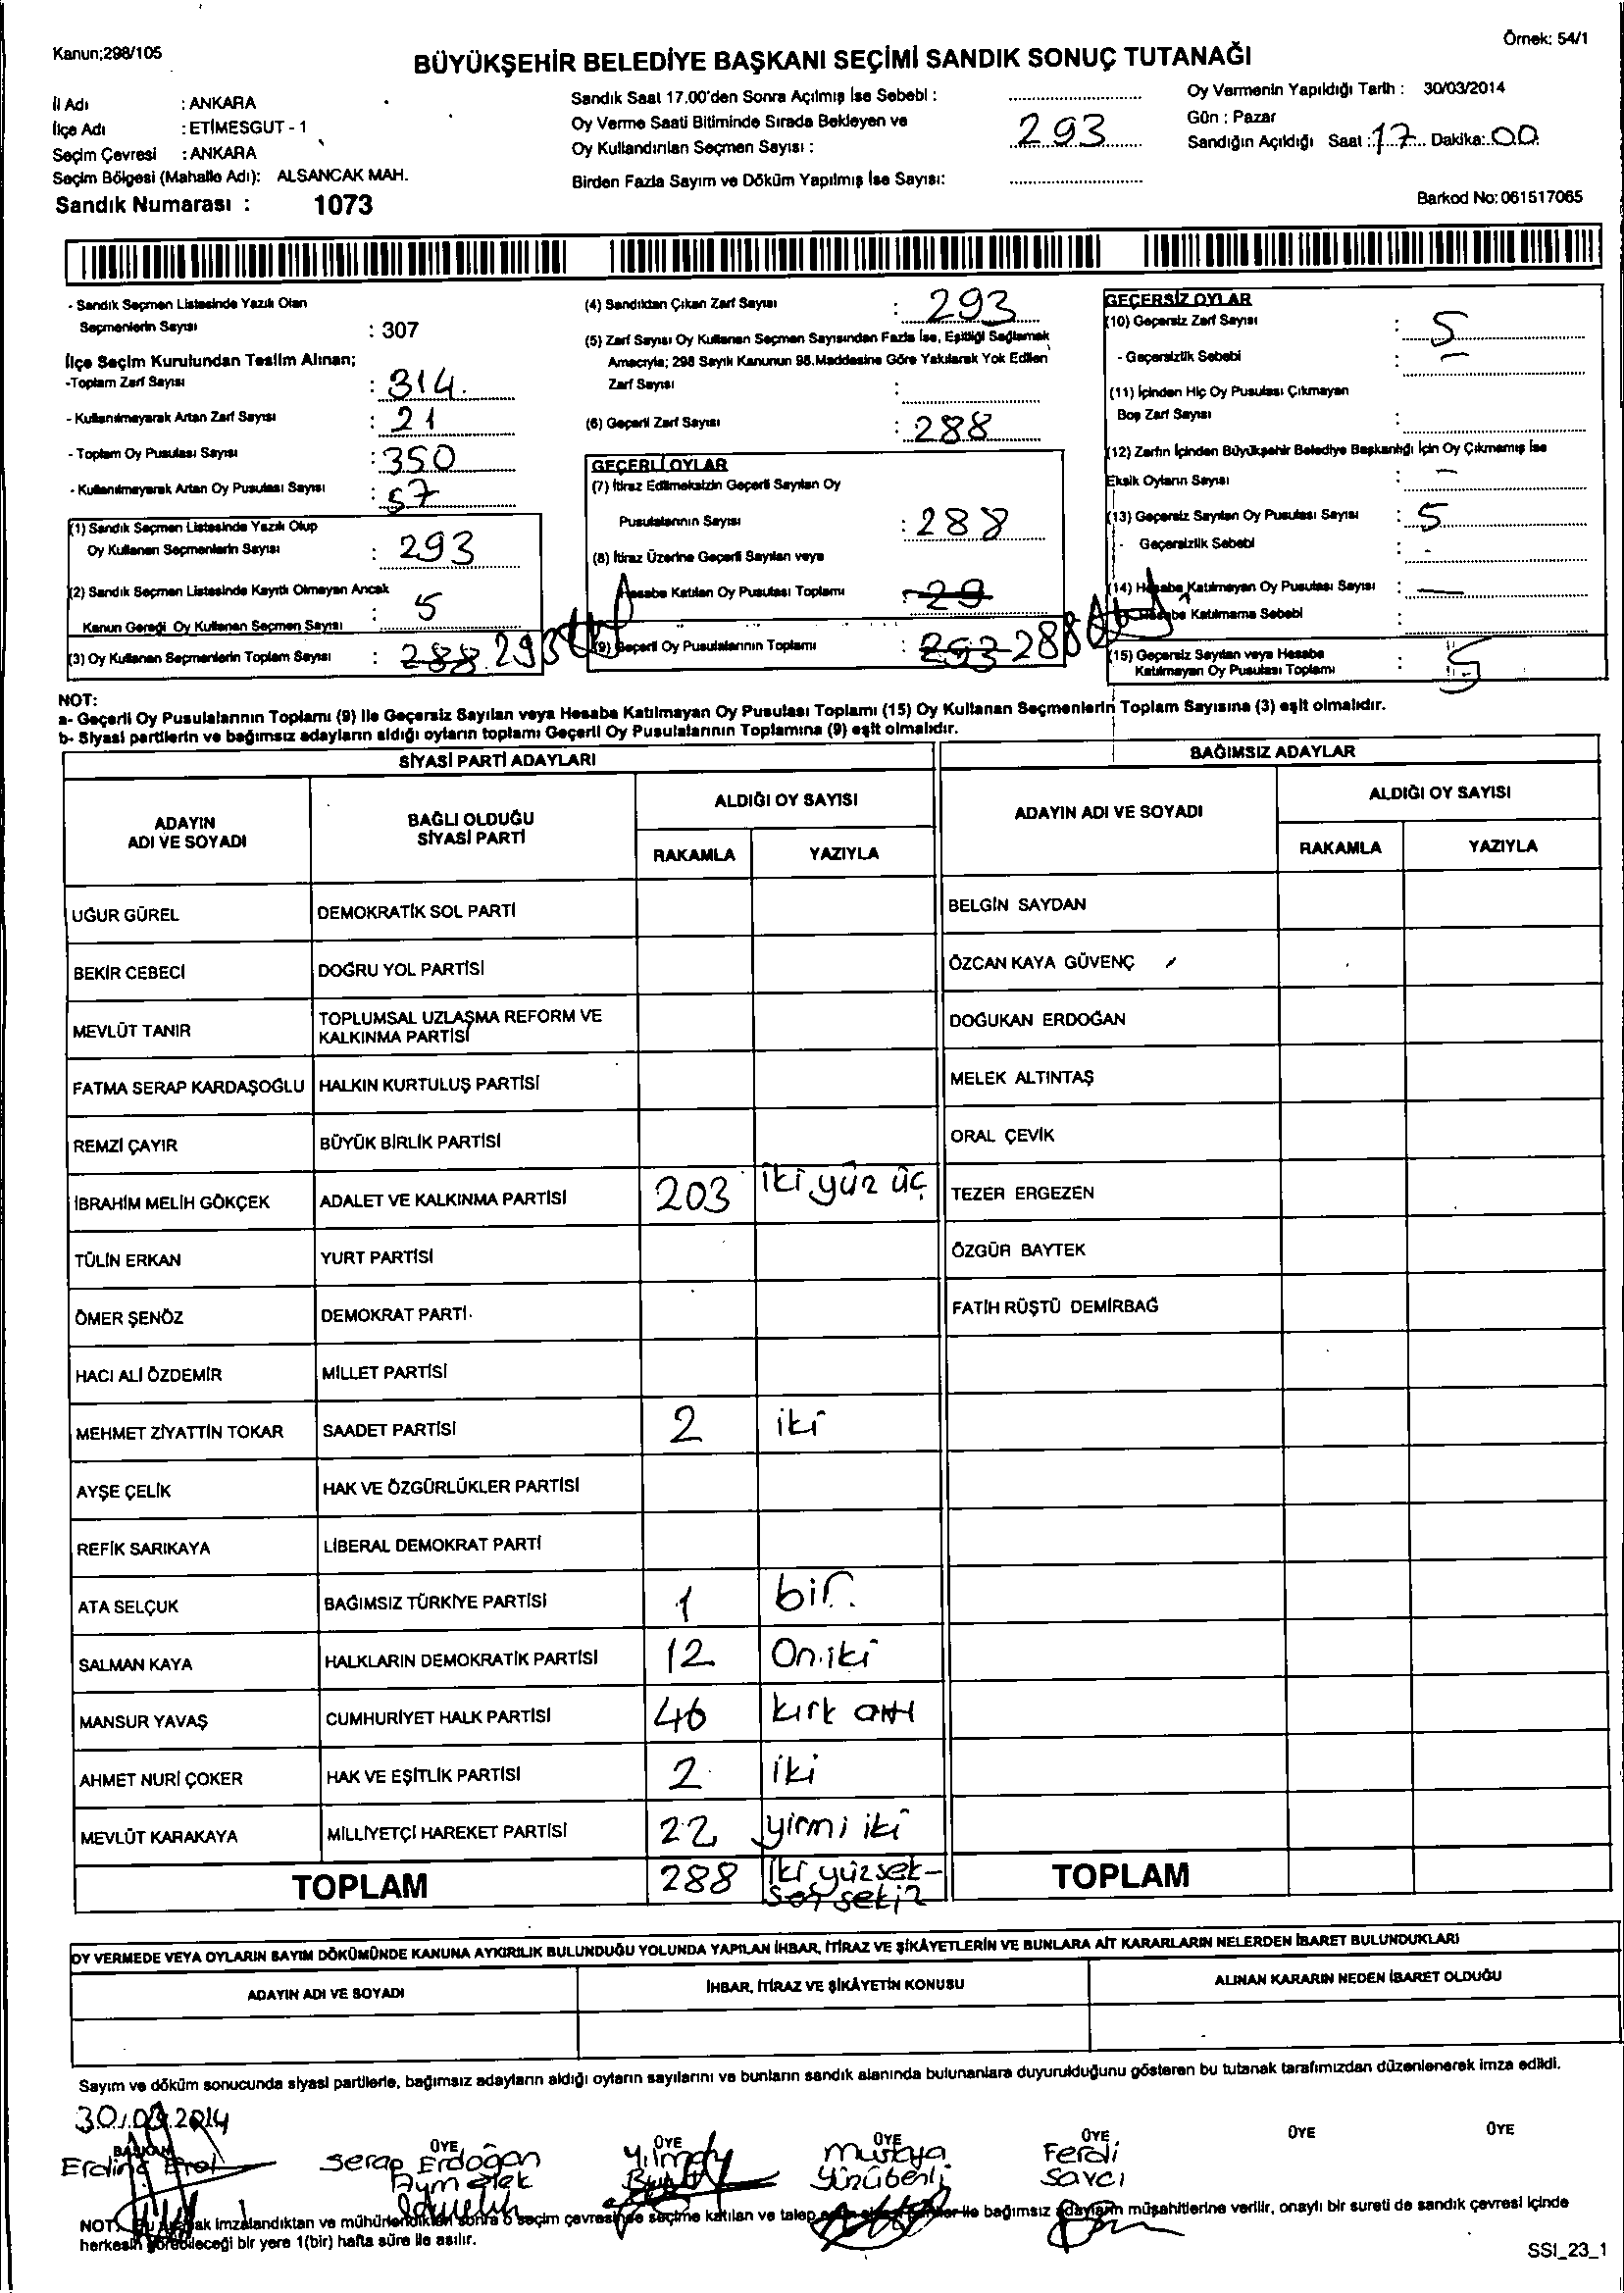 Kanun;298/105
Örnek: 54/1
BÜYÜKŞEHİR BELEDİYE BAŞKANI SEÇİMİ SANDIK SONUÇ TUTANAĞI
İl Adı : ANKARA
İlçe Adı : ETİMESGUT - 1
Seçim Çevresi : ANKARA
Seçim Bölgesi (Mahalle Adı): ALSANCAK MAH.
Sandık Numarası : 1073
Sandık Saat 17.00'den Sonra Açılmış İse Sebebi :
Oy Verme Saati Bitiminde Sırada Bekleyen ve
Oy Kullandırılan Seçmen Sayısı : 293
Birden Fazla Sayım ve Döküm Yapılmış İse Sayısı:
Oy Vermenin Yapıldığı Tarih : 30/03/2014
Gün : Pazar
Sandığın Açıldığı Saat : 17 Dakika: 00
Barkod No: 061517065
- Sandık Seçmen Listesinde Yazılı Olan
Seçmenlerin Sayısı : 307
İlçe Seçim Kurulundan Teslim Alınan;
-Toplam Zarf Sayısı : 314
- Kullanılmayarak Artan Zarf Sayısı : 21
- Toplam Oy Pusulası Sayısı : 350
- Kullanılmayarak Artan Oy Pusulası Sayısı : 57
(1) Sandık Seçmen Listesinde Yazılı Olup
Oy Kullanan Seçmenlerin Sayısı : 293
(2) Sandık Seçmen Listesinde Kayıtlı Olmayan Ancak
Kanun Gereği Oy Kullanan Seçmen Sayısı : 5
(3) Oy Kullanan Seçmenlerin Toplam Sayısı : 288 293
(4) Sandıktan Çıkan Zarf Sayısı : 293
(5) Zarf Sayısı Oy Kullanan Seçmen Sayısından Fazla İse, Eşitliği Sağlamak
Amacıyla; 298 Sayılı Kanunun 98.Maddesine Göre Yakılarak Yok Edilen
Zarf Sayısı :
(6) Geçerli Zarf Sayısı : 288
GEÇERLİ OYLAR
(7) İtiraz Edilmeksizin Geçerli Sayılan Oy
Pusulalarının Sayısı : 288
(8) İtiraz Üzerine Geçerli Sayılan veya
Hesaba Katılan Oy Pusulası Toplamı : 29
(9) Geçerli Oy Pusulalarının Toplamı : 293 288
GEÇERSİZ OYLAR
(10) Geçersiz Zarf Sayısı : 5
- Geçersizlik Sebebi : -
(11) İçinden Hiç Oy Pusulası Çıkmayan
Boş Zarf Sayısı :
(12) Zarfın İçinden Büyükşehir Belediye Başkanlığı İçin Oy Çıkmamış İse
Eksik Oyların Sayısı : -
(13) Geçersiz Sayılan Oy Pusulası Sayısı : 5
- Geçersizlik Sebebi : -
(14) Hesaba Katılmayan Oy Pusulası Sayısı : -
- Hesaba Katılmama Sebebi :
(15) Geçersiz Sayılan veya Hesaba
Katılmayan Oy Pusulası Toplamı : 5
NOT:
a- Geçerli Oy Pusulalarının Toplamı (9) ile Geçersiz Sayılan veya Hesaba Katılmayan Oy Pusulası Toplamı (15) Oy Kullanan Seçmenlerin Toplam Sayısına (3) eşit olmalıdır.
b- Siyasi partilerin ve bağımsız adayların aldığı oyların toplamı Geçerli Oy Pusulalarının Toplamına (9) eşit olmalıdır.
SİYASİ PARTİ ADAYLARI
BAĞIMSIZ ADAYLAR
ADAYIN
ADI VE SOYADI
BAĞLI OLDUĞU
SİYASİ PARTİ
ALDIĞI OY SAYISI
RAKAMLA YAZIYLA
ADAYIN ADI VE SOYADI
ALDIĞI OY SAYISI
RAKAMLA YAZIYLA
UĞUR GÜREL DEMOKRATİK SOL PARTİ BELGİN SAYDAN
BEKİR CEBECİ DOĞRU YOL PARTİSİ ÖZCAN KAYA GÜVENÇ
MEVLÜT TANIR TOPLUMSAL UZLAŞMA REFORM VE
KALKINMA PARTİSİ DOĞUKAN ERDOĞAN
FATMA SERAP KARDAŞOĞLU HALKIN KURTULUŞ PARTİSİ MELEK ALTINTAŞ
REMZİ ÇAYIR BÜYÜK BİRLİK PARTİSİ ORAL ÇEVİK
İBRAHİM MELİH GÖKÇEK ADALET VE KALKINMA PARTİSİ 203 iki yüz üç TEZER ERGEZEN
TÜLİN ERKAN YURT PARTİSİ ÖZGÜR BAYTEK
ÖMER ŞENÖZ DEMOKRAT PARTİ FATİH RÜŞTÜ DEMİRBAĞ
HACI ALİ ÖZDEMİR MİLLET PARTİSİ
MEHMET ZİYATTİN TOKAR SAADET PARTİSİ 2 iki
AYŞE ÇELİK HAK VE ÖZGÜRLÜKLER PARTİSİ
REFİK SARIKAYA LİBERAL DEMOKRAT PARTİ
ATA SELÇUK BAĞIMSIZ TÜRKİYE PARTİSİ 1 bir
SALMAN KAYA HALKLARIN DEMOKRATİK PARTİSİ 12 On iki
MANSUR YAVAŞ CUMHURİYET HALK PARTİSİ 46 kırk altı
AHMET NURİ ÇOKER HAK VE EŞİTLİK PARTİSİ 2 iki
MEVLÜT KARAKAYA MİLLİYETÇİ HAREKET PARTİSİ 22 yirmi iki
TOPLAM 288 İki yüzsek-
sen sekiz
TOPLAM
OY VERMEDE VEYA OYLARIN SAYIM DÖKÜMÜNDE KANUNA AYKIRILIK BULUNDUĞU YOLUNDA YAPILAN İHBAR, İTİRAZ VE ŞİKÂYETLERİN VE BUNLARA AİT KARARLARIN NELERDEN İBARET BULUNDUKLARI
ADAYIN ADI VE SOYADI
İHBAR, İTİRAZ VE ŞİKÂYETİN KONUSU
ALINAN KARARIN NEDEN İBARET OLDUĞU
Sayım ve döküm sonucunda siyasi partilerle, bağımsız adayların aldığı oyların sayılarını ve bunların sandık alanında bulunanlara duyurulduğunu gösteren bu tutanak tarafımızdan düzenlenerek imza edildi.
30.03.2014
BAŞKAN ÜYE ÜYE ÜYE ÜYE ÜYE ÜYE
Erdinç Erol
Serap Erdoğan
Yılmaz
Ferdi
NOT: Bu tutanak imzalandıktan ve mühürlendikten sonra o seçim çevresinde seçime katılan ve talep eden ile bağımsız adayların müşahitlerine verilir, onaylı bir sureti de sandık çevresi içinde
herkesin görebileceği bir yere 1(bir) hafta süre ile asılır.
SSI_23_1